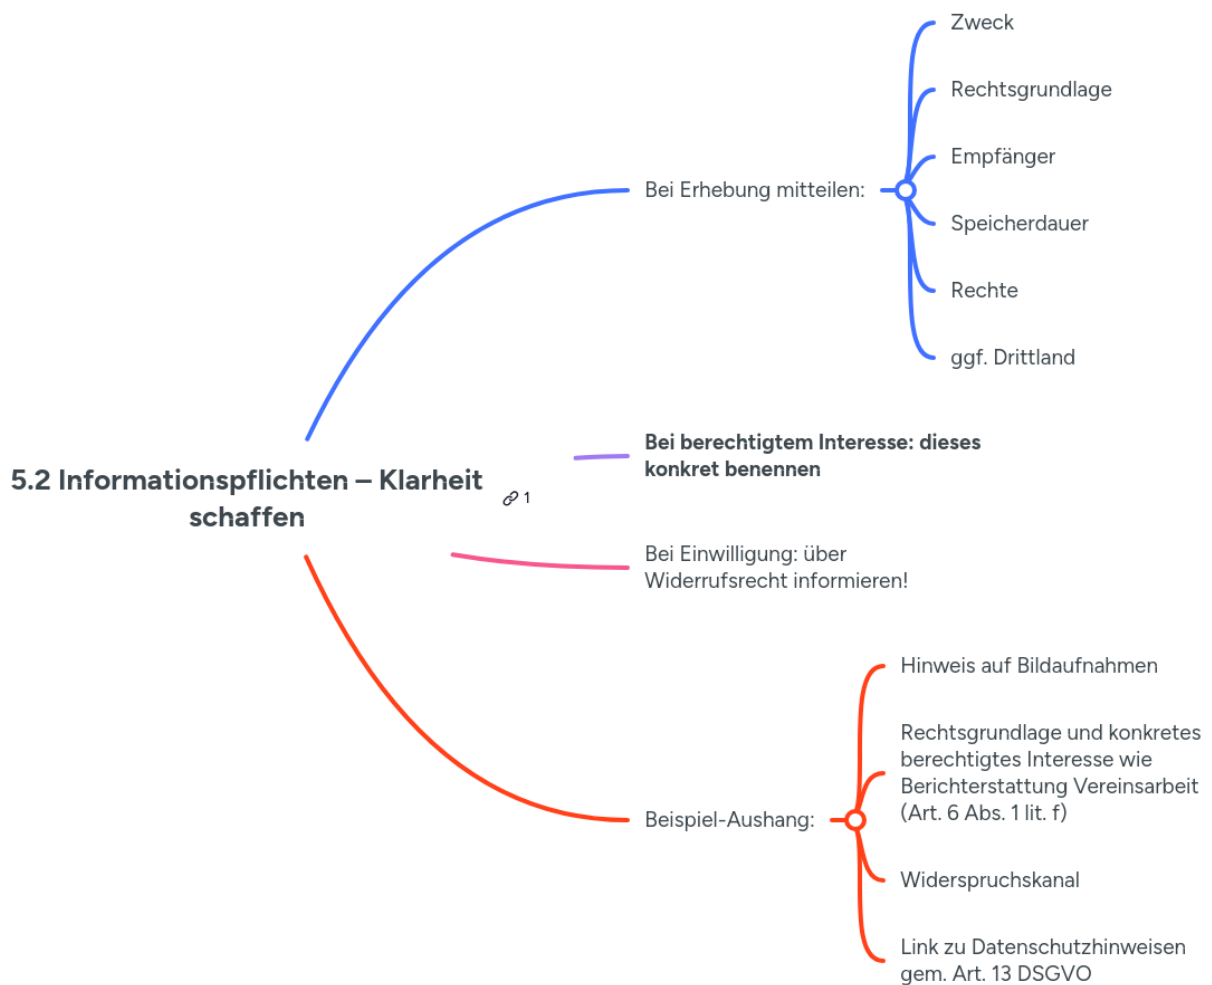 5.2 Informationspflichten – Klarheit
schaffen
1
Bei Erhebung mitteilen:
Zweck
Rechtsgrundlage
Empfänger
Speicherdauer
Rechte
ggf. Drittland
Bei berechtigtem Interesse: dieses
konkret benennen
Bei Einwilligung: über
Widerrufsrecht informieren!
Beispiel-Aushang:
Hinweis auf Bildaufnahmen
Rechtsgrundlage und konkretes
berechtigtes Interesse wie
Berichterstattung Vereinsarbeit
(Art. 6 Abs. 1 lit. f)
Widerspruchskanal
Link zu Datenschutzhinweisen
gem. Art. 13 DSGVO